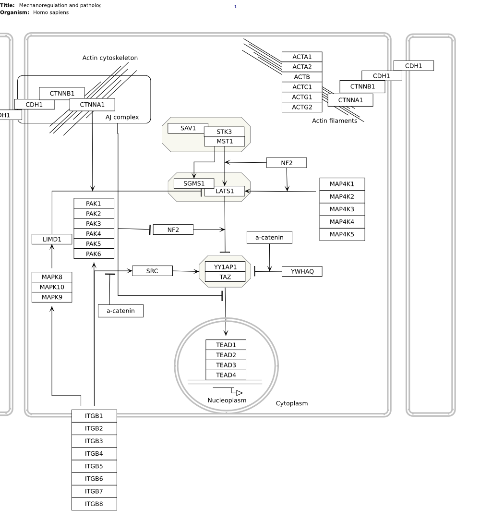 Title: Mechanoregulation and patholog
Organism: Homo sapiens
Actin cytoskeleton
CTNNB1
CDH1
CTNNA1
DH1
AJ complex
ACTA1
ACTA2
ACTB
ACTC1
ACTG1
ACTG2
CDH1
CDH1
CTNNB1
CTNNA1
Actin filaments
SAV1
STK3
MST1
NF2
SGMS1
LATS1
MAP4K1
MAP4K2
MAP4K3
MAP4K4
MAP4K5
PAK1
PAK2
PAK3
PAK4
PAK5
PAK6
LIMD1
NF2
a-catenin
MAPK8
MAPK10
MAPK9
SRC
YY1AP1
TAZ
YWHAQ
a-catenin
TEAD1
TEAD2
TEAD3
TEAD4
Nucleoplasm
Cytoplasm
ITGB1
ITGB2
ITGB3
ITGB4
ITGB5
ITGB6
ITGB7
ITGB8